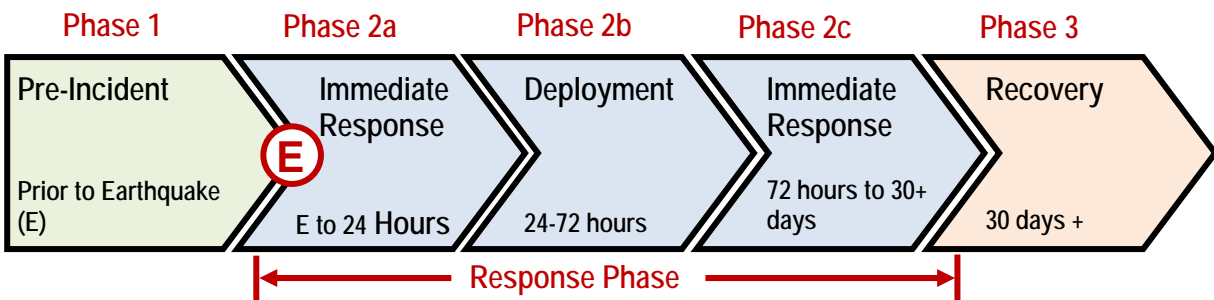 Phase 1
Phase 2a
Phase 2b
Phase 2c
Phase 3
Pre-Incident
Prior to Earthquake
(E)
E
Immediate
Response
E to 24 Hours
Deployment
24-72 hours
Immediate
Response
72 hours to 30+
days
Recovery
30 days +
Response Phase